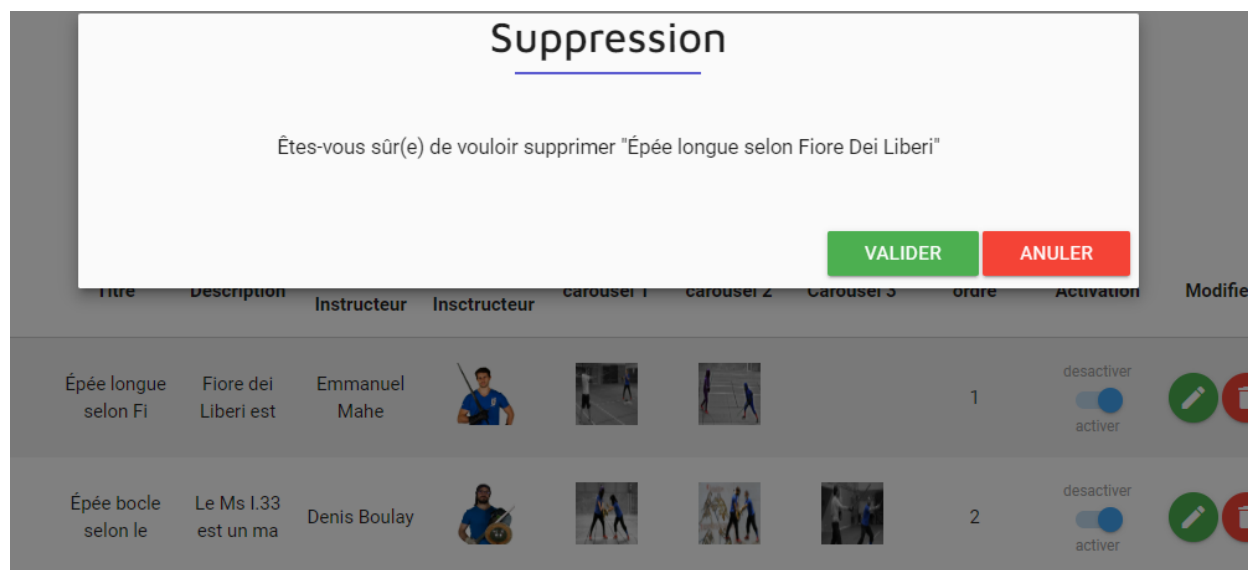 Suppression
Êtes-vous sûr(e) de vouloir supprimer "Épée longue selon Fiore Dei Liberi"
VALIDER
ANULER
Titre
Description
Instructeur
Insctructeur
carousel 1
carousel 2
Carousel 3
ordre
Activation
Modifie
Épée longue
selon Fi
Fiore dei
Liberi est
Emmanuel
Mahe
1
desactiver
activer
Épée bocle
selon le
Le Ms I.33
est un ma
Denis Boulay
2
desactiver
activer